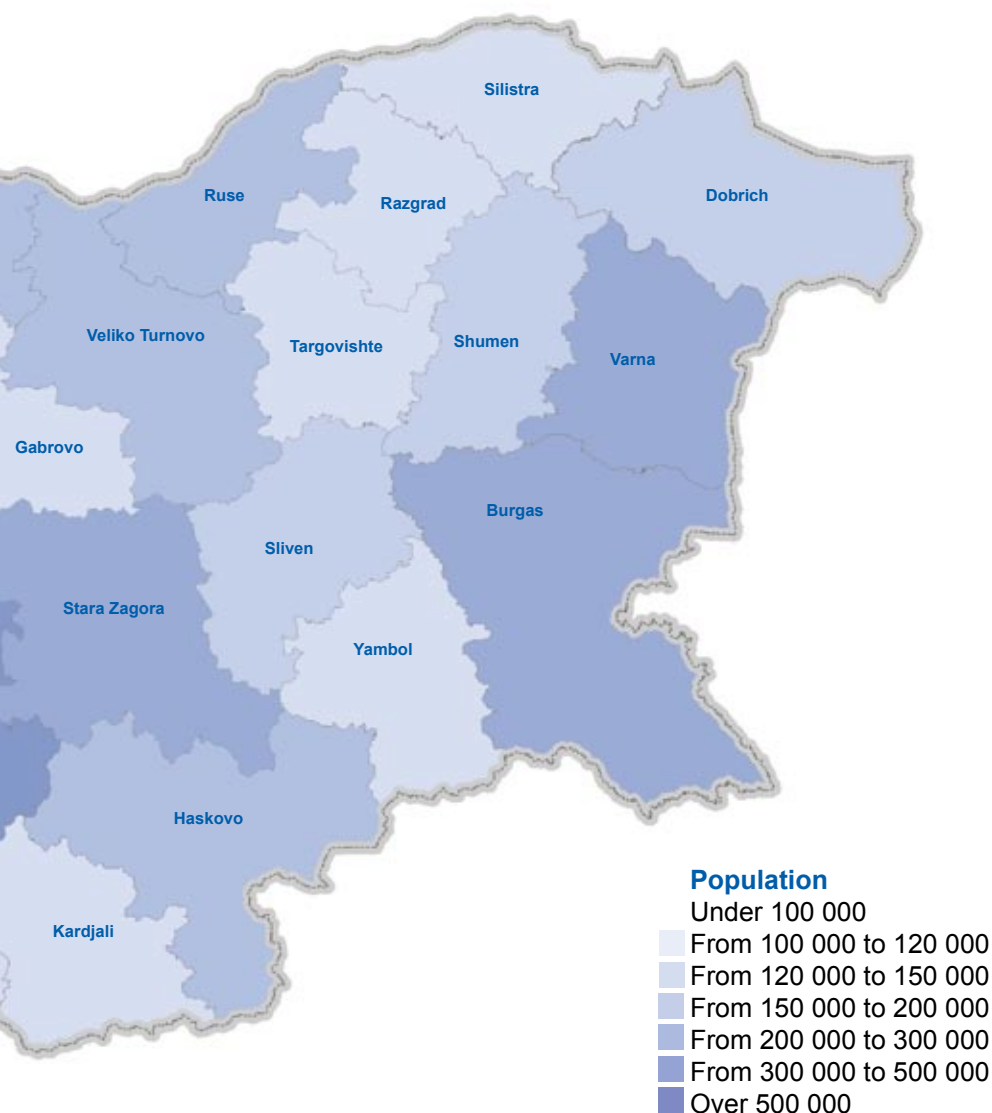 Silistra
Ruse
Razgrad
Dobrich
Veliko Turnovo
Targovishte
Shumen
Varna
Gabrovo
Burgas
Sliven
Stara Zagora
Yambol
Haskovo
Kardjali
Population
Under 100 000
From 100 000 to 120 000
From 120 000 to 150 000
From 150 000 to 200 000
From 200 000 to 300 000
From 300 000 to 500 000
Over 500 000